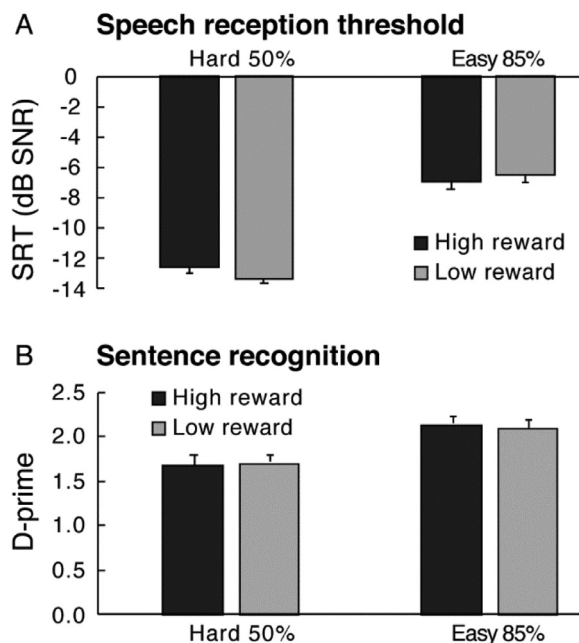 A Speech reception threshold
Hard 50% Easy 85%
0
-2
-4
-6
-8
-10
-12
-14
SRT (dB SNR)
High reward
Low reward
B Sentence recognition
2.5
2.0
1.5
1.0
0.5
0.0
D-prime
High reward
Low reward
Hard 50% Easy 85%